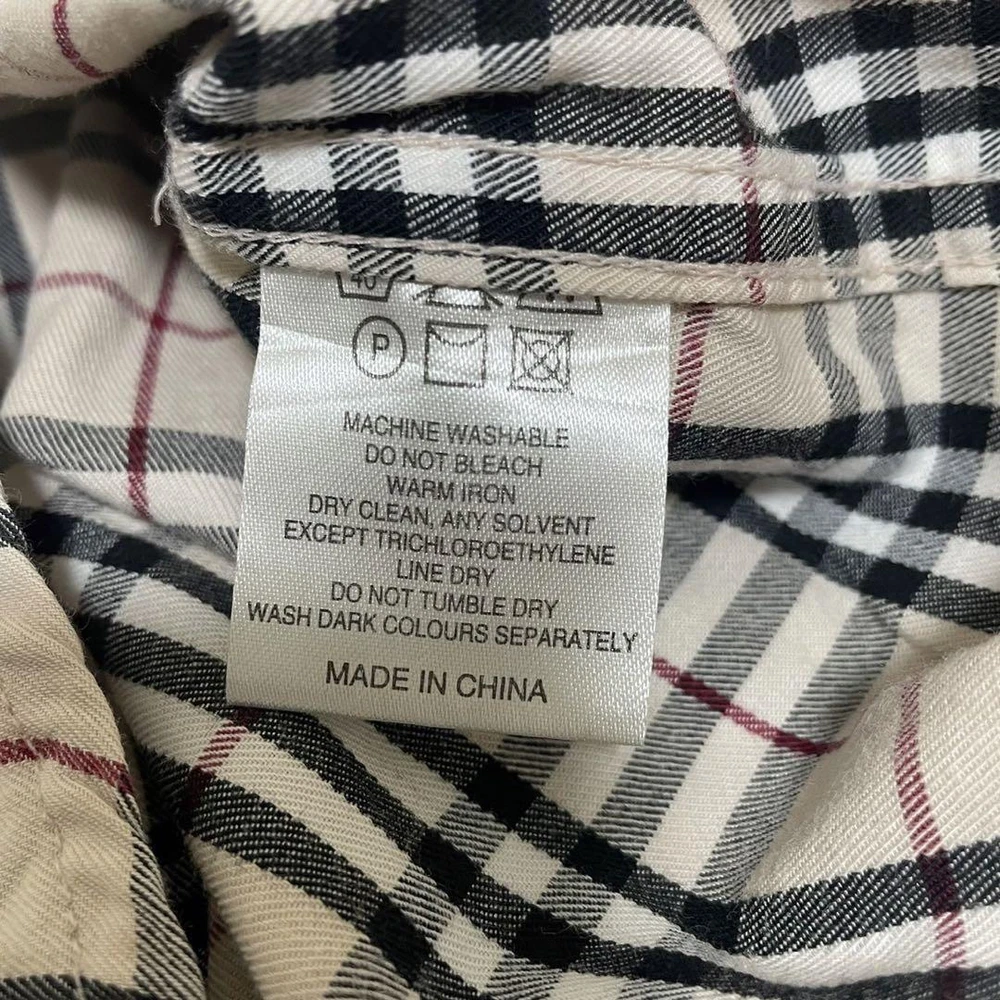 40
P
MACHINE WASHABLE
DO NOT BLEACH
WARM IRON
DRY CLEAN, ANY SOLVENT
EXCEPT TRICHLOROETHYLENE
LINE DRY
DO NOT TUMBLE DRY
WASH DARK COLOURS SEPARATELY
MADE IN CHINA